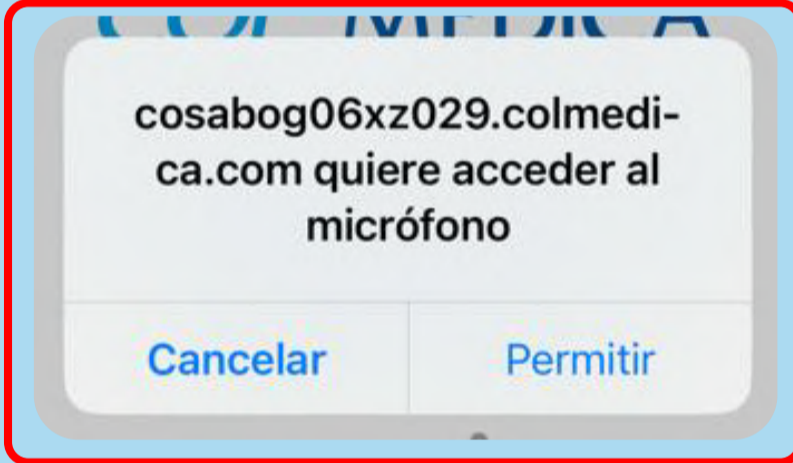 cosabog06xz029.colmedi-
ca.com quiere acceder al
micrófono
Cancelar
Permitir